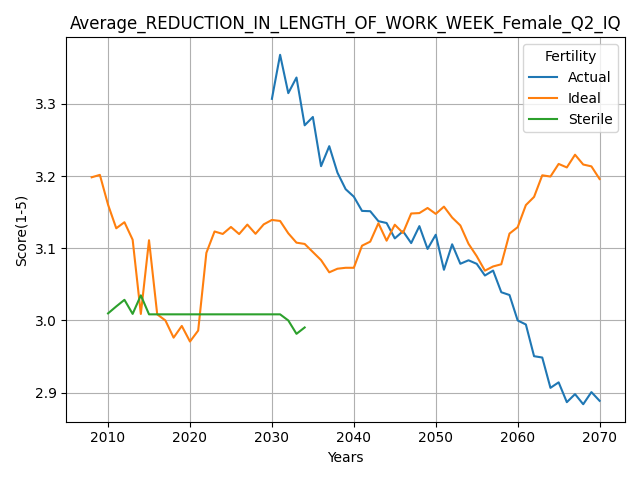 Average_REDUCTION_IN_LENGTH_OF_WORK_WEEK_Female_Q2_IQ
Fertility
Actual
Ideal
Sterile
Score(1-5)
3.3
3.2
3.1
3.0
2.9
2010 2020 2030 2040 2050 2060 2070
Years